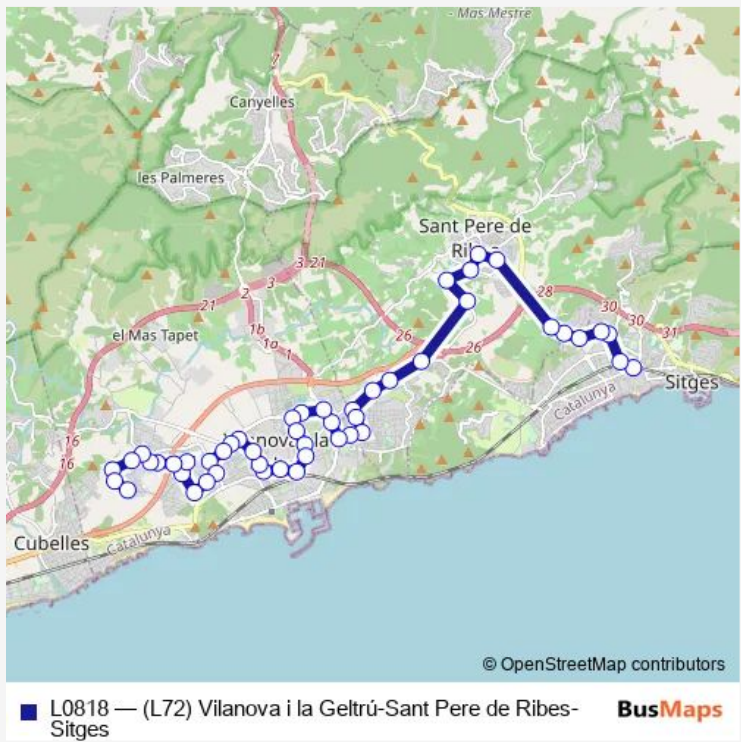 - Mas-Mestre
Canyelles
7
les Palmeres
Sant Pere de
3 21
2
3
21
28
30
30
31
el Mas Tapet
1b
1a
1
26
26
Sitges
Catalunya
16
16
Cubelles
Catalunya
© OpenStreetMap contributors
L0818 — (L72) Vilanova i la Geltrú-Sant Pere de Ribes-
Sitges
BusMaps